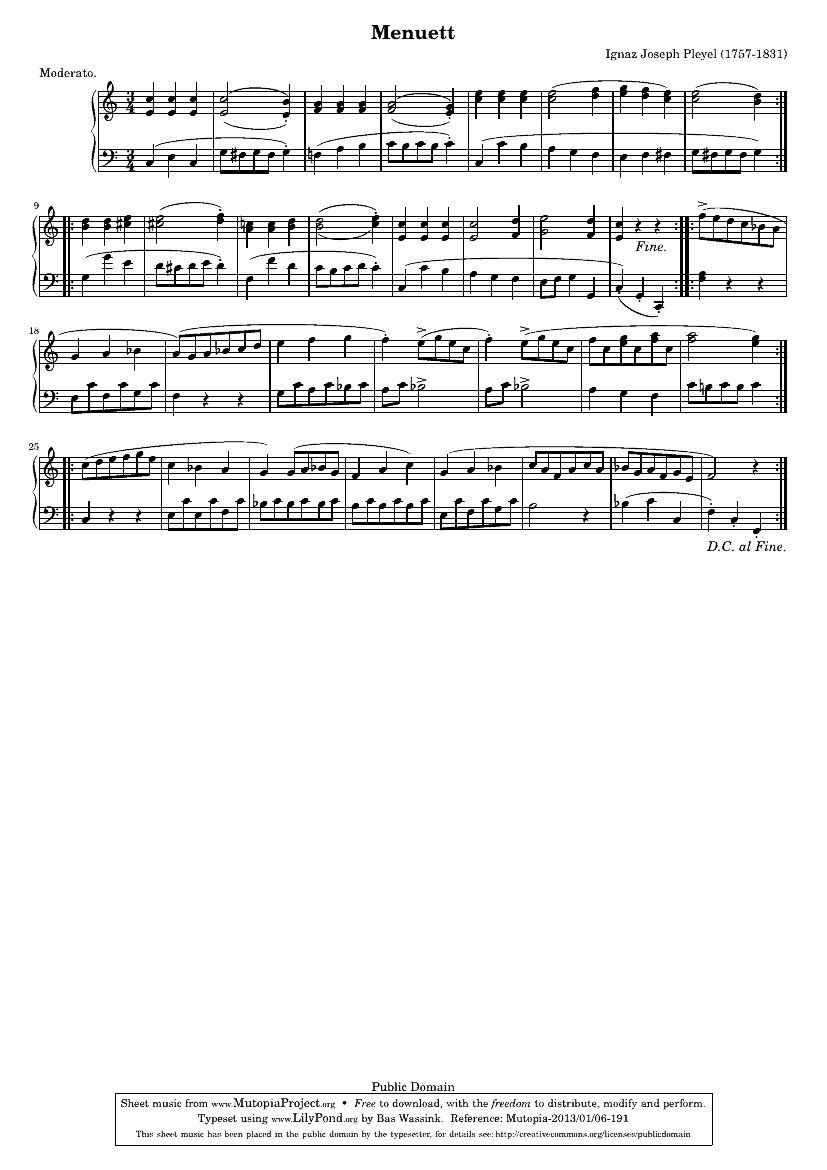 Menuett
Ignaz Joseph Pleyel (1757-1831)
Moderato.
9
Fine.
18
25
D.C. al Fine.
Public Domain
Sheet music from www.MutopiaProject.org • Free to download, with the freedom to distribute, modify and perform.
Typeset using www.LilyPond.org by Bas Wassink. Reference: Mutopia-2013/01/06-191
This sheet music has been placed in the public domain by the typesetter, for details see: http://creativecommons.org/licenses/publicdomain